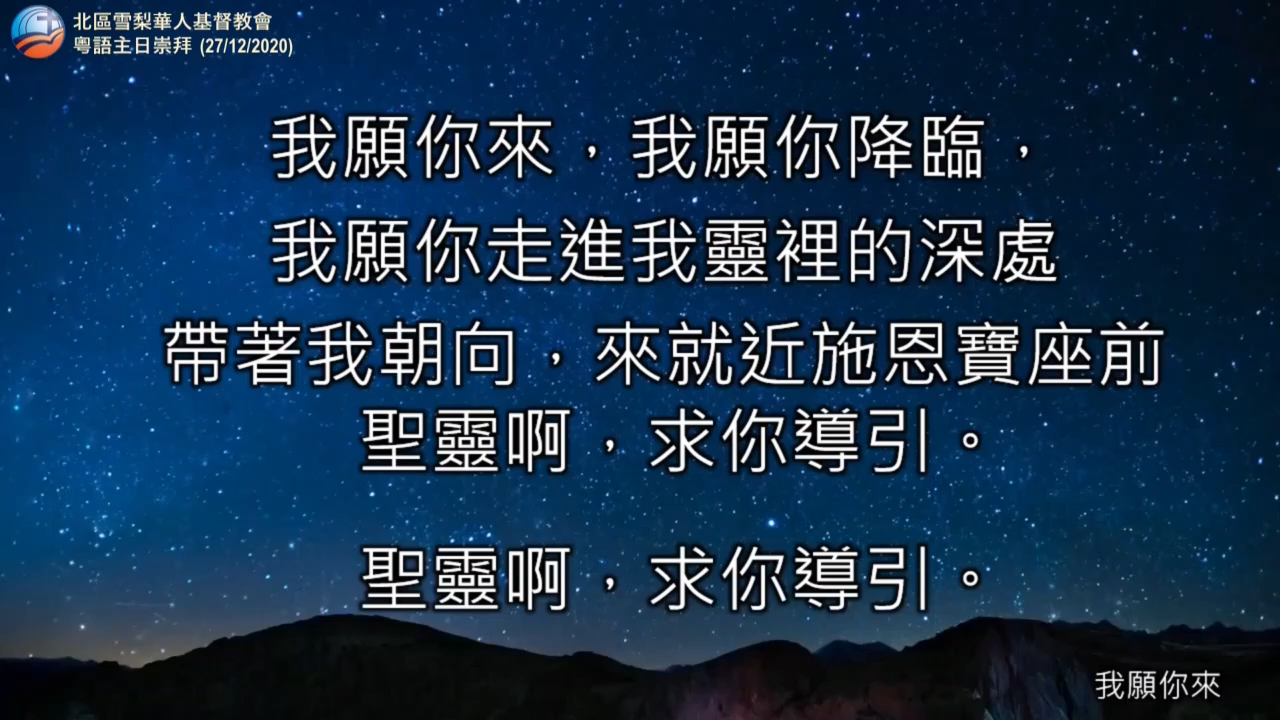 北區雪梨華人基督教會
粵語主日崇拜 (27/12/2020)
我願你來，我願你降臨，
我願你走進我靈裡的深處
帶著我朝向，來就近施恩寶座前
聖靈啊，求你導引。
聖靈啊，求你導引。
我願你來